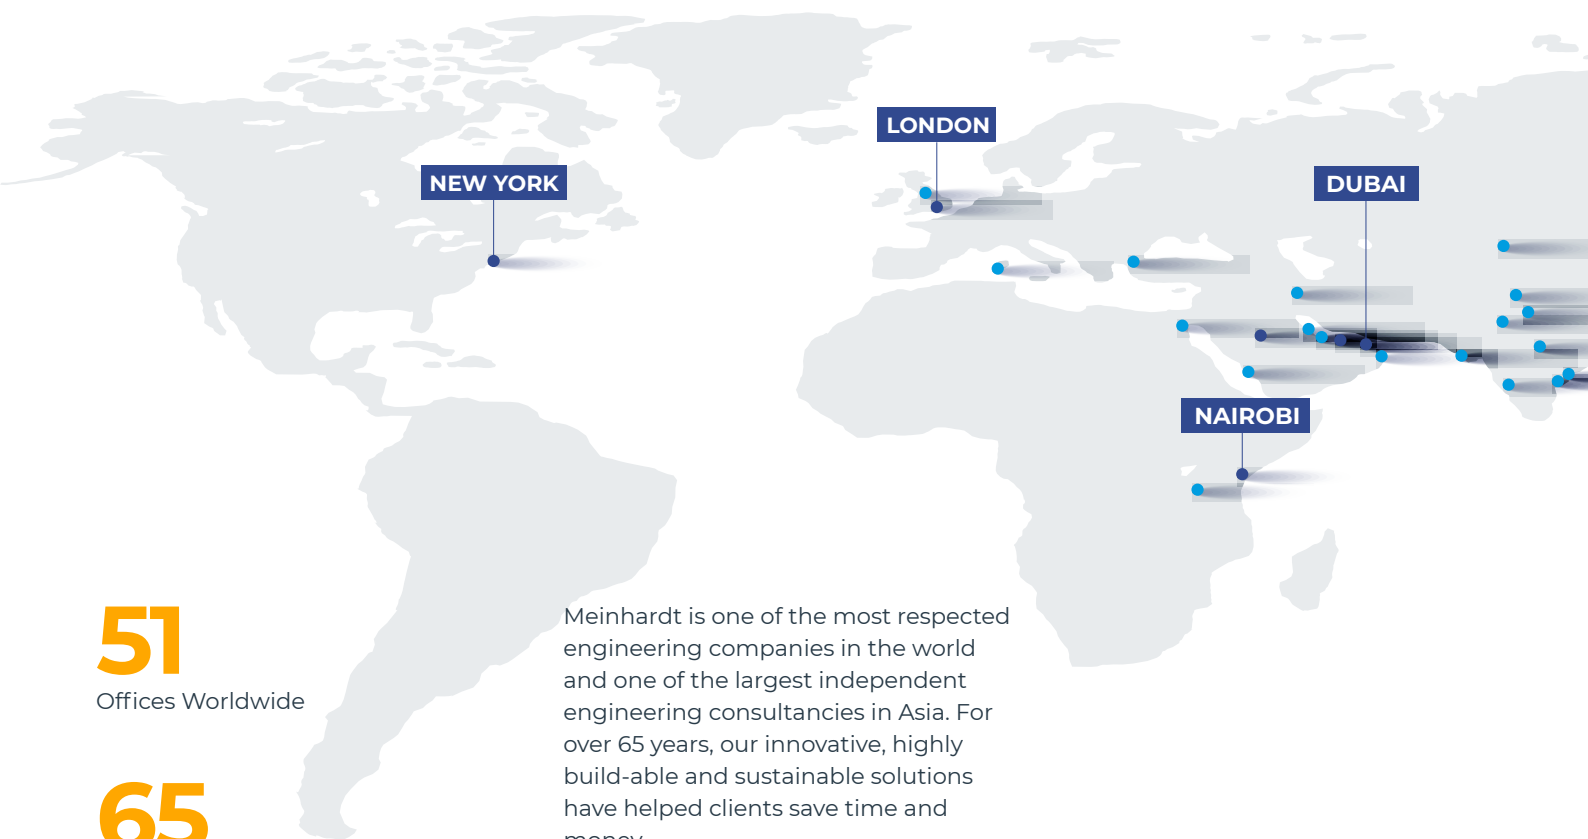 LONDON
NEW YORK
DUBAI
NAIROBI
51
Offices Worldwide
65
Meinhardt is one of the most respected
engineering companies in the world
and one of the largest independent
engineering consultancies in Asia. For
over 65 years, our innovative, highly
build-able and sustainable solutions
have helped clients save time and
money.